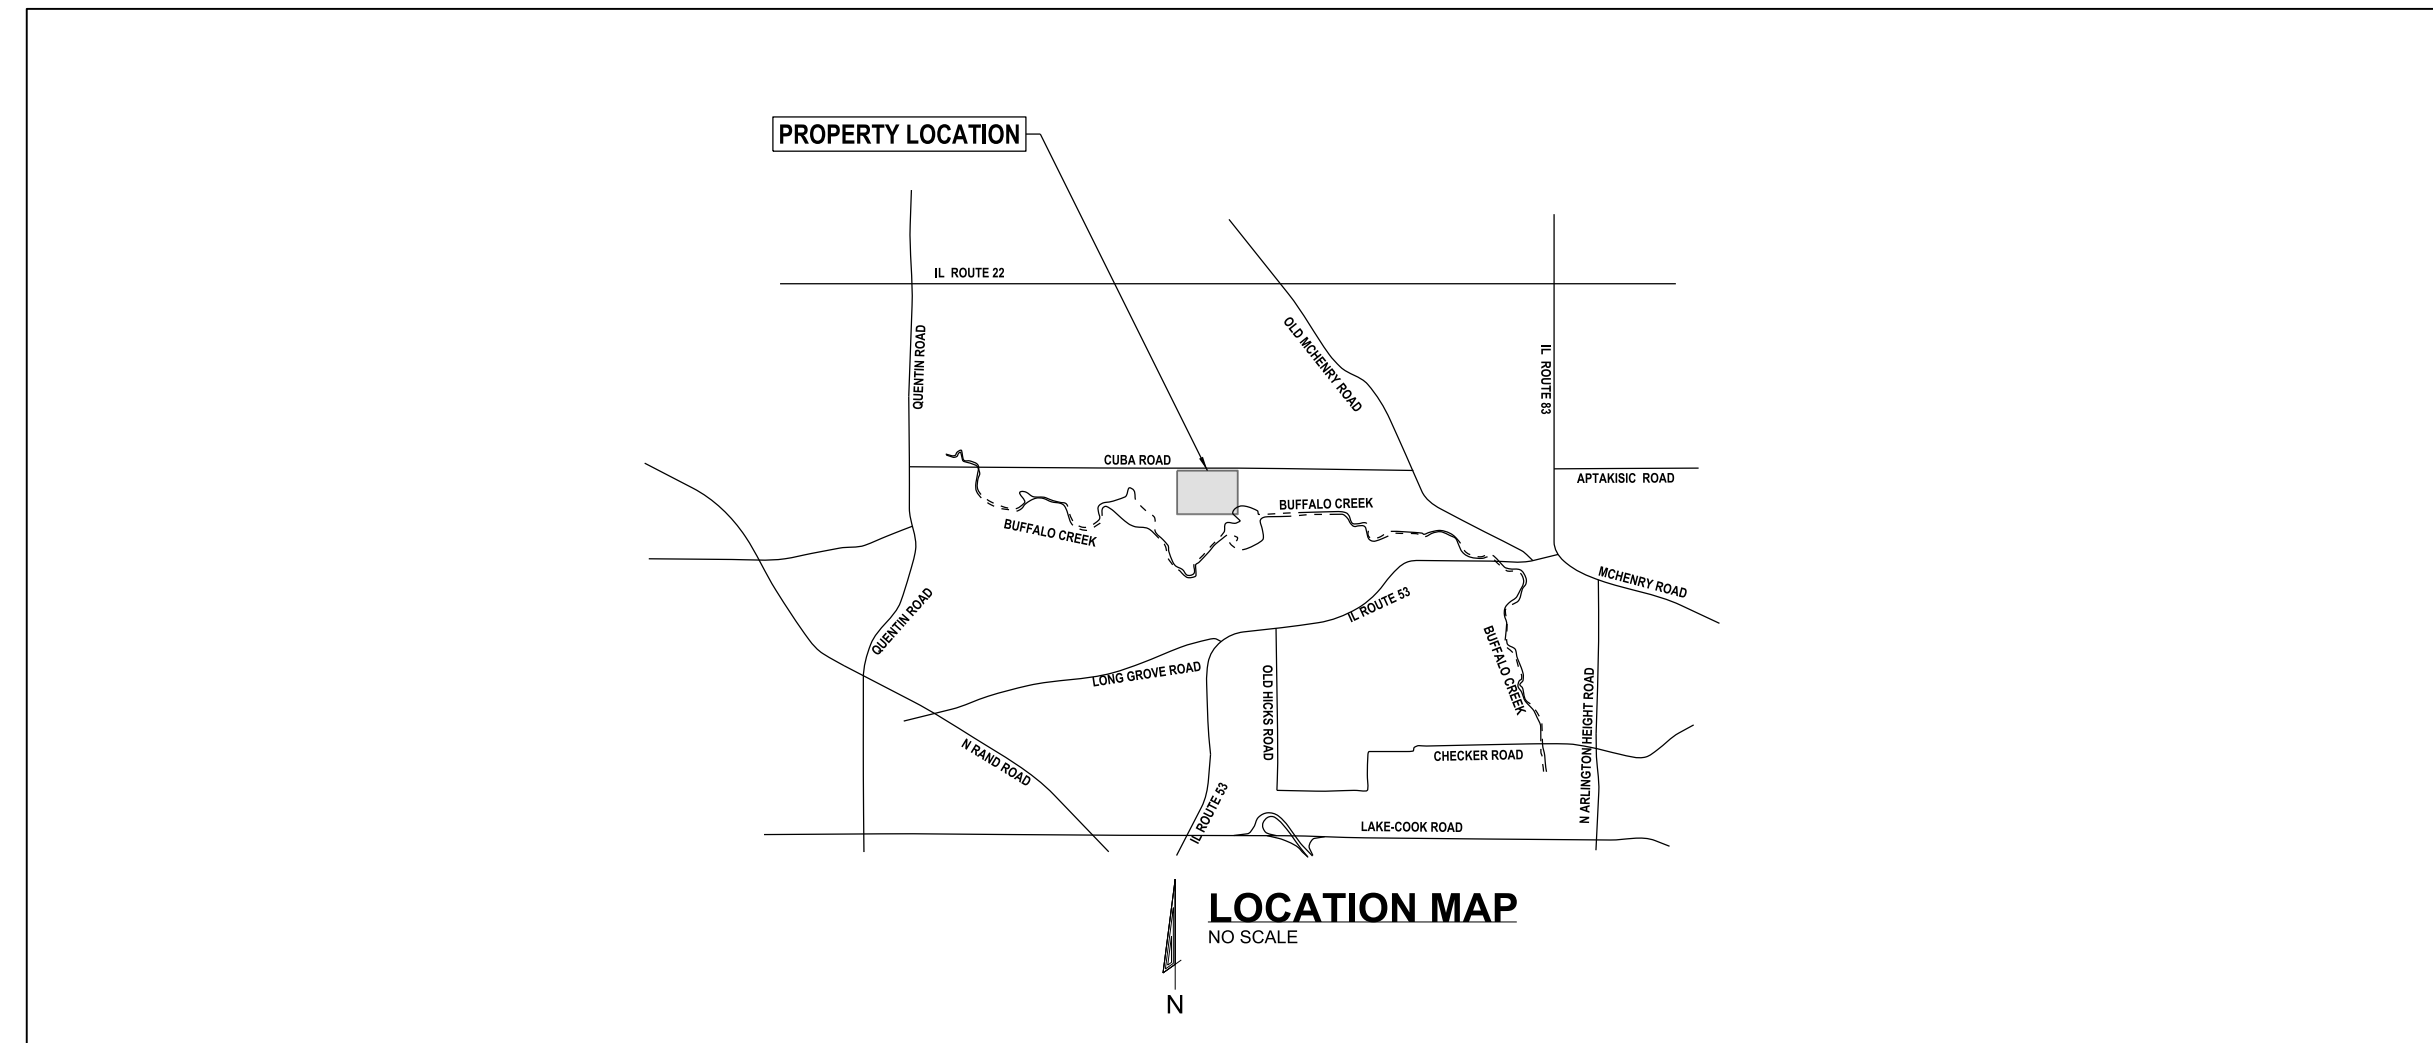 PROPERTY LOCATION
IL ROUTE 22
OLD MCHENRY ROAD
QUENTIN ROAD
IL ROUTE 83
CUBA ROAD
APTAKISIC ROAD
BUFFALO CREEK
BUFFALO CREEK
MCHENRY ROAD
IL ROUTE 53
QUENTIN ROAD
BUFFALO CREEK
LONG GROVE ROAD
OLD HICKS ROAD
N ARLINGTON HEIGHT ROAD
N RAND ROAD
CHECKER ROAD
IL ROUTE 53
LAKE-COOK ROAD
LOCATION MAP
NO SCALE
N